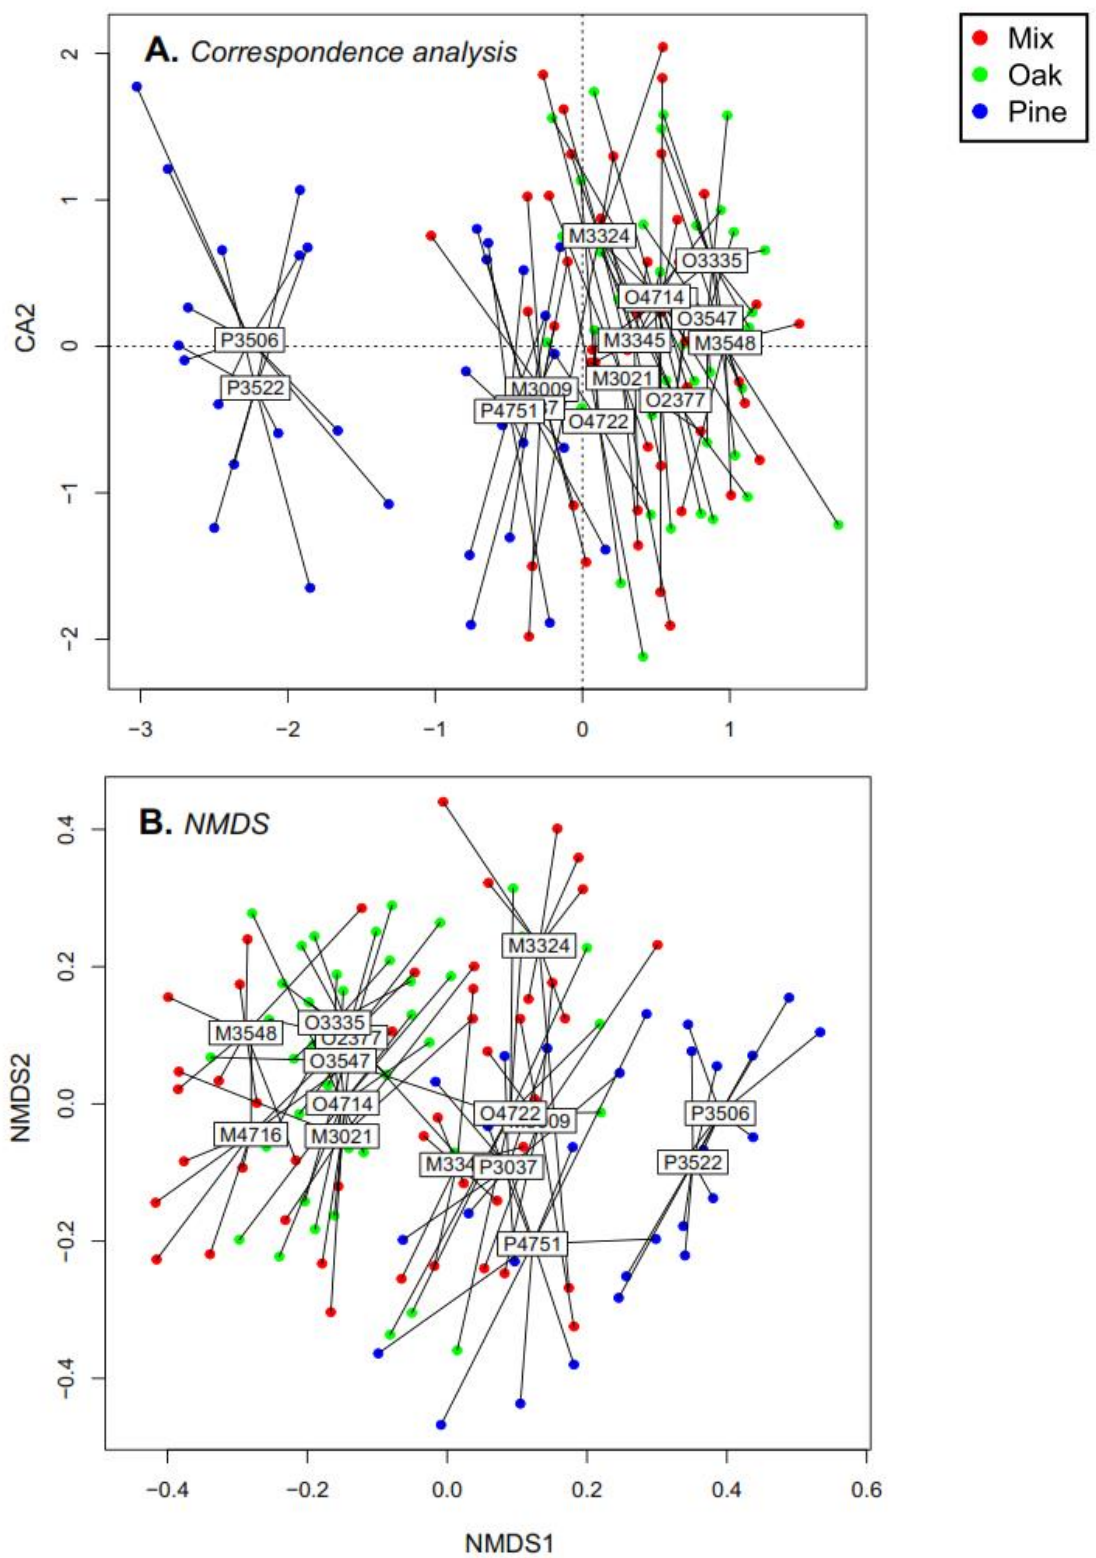 A. Correspondence analysis
Mix
Oak
Pine
CA2
2
1
0
−1
−2
M3324
O3335
O4714
O3547
P3506
M3345
M3548
M3021
P3522
M3009
O2377
P4751
O4722
−3 −2 −1 0 1
B. NMDS
NMDS2
0.4
0.2
0.0
−0.2
−0.4
M3324
O3335
M3548
O2377
O3547
O4714
O4722
P3506
M4716
M3021
P3037
P3522
P4751
−0.4 −0.2 0.0 0.2 0.4 0.6
NMDS1